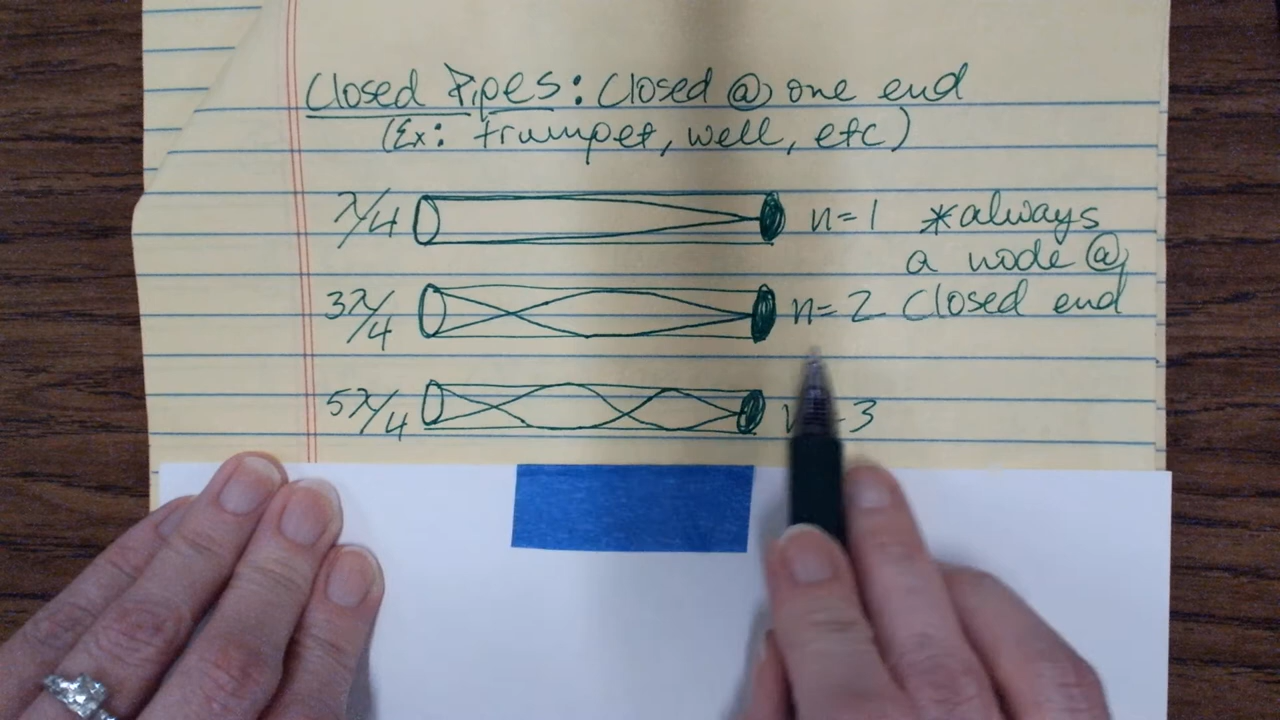 Closed Pipes: Closed @ one end
(Ex: trumpet, well, etc)
λ/4 n=1 *always
a node @
3λ/4 n=2 Closed end
5λ/4 =3